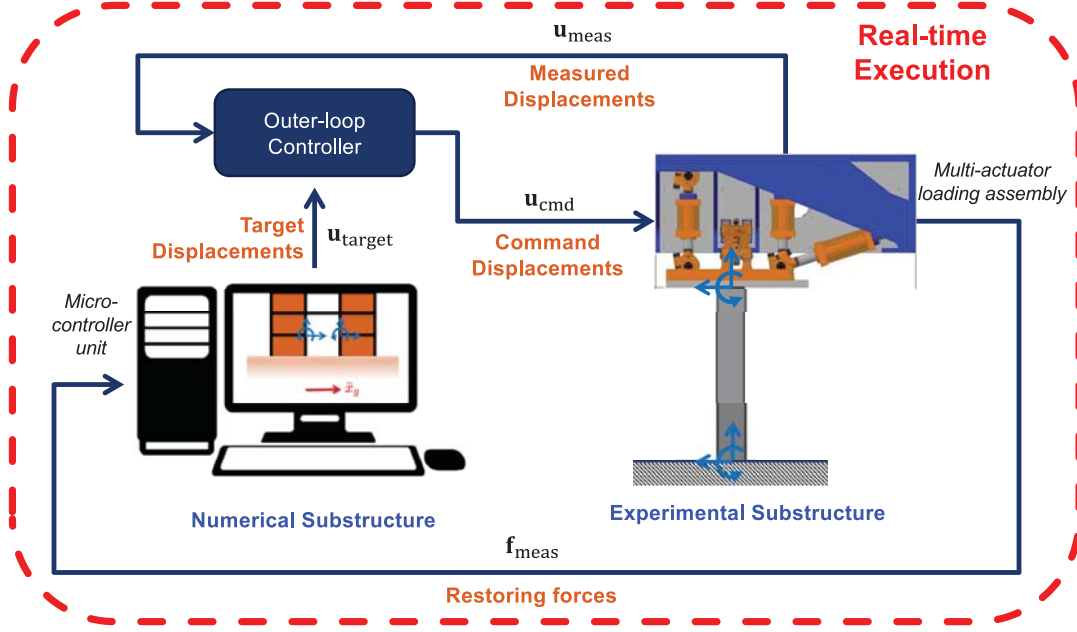 u_meas
Real-time
Execution
Measured
Displacements
Outer-loop
Controller
u_cmd
Multi-actuator
loading assembly
Target
Displacements
u_target
Command
Displacements
Micro-
controller
unit
ẍ_g
Numerical Substructure
Experimental Substructure
f_meas
Restoring forces